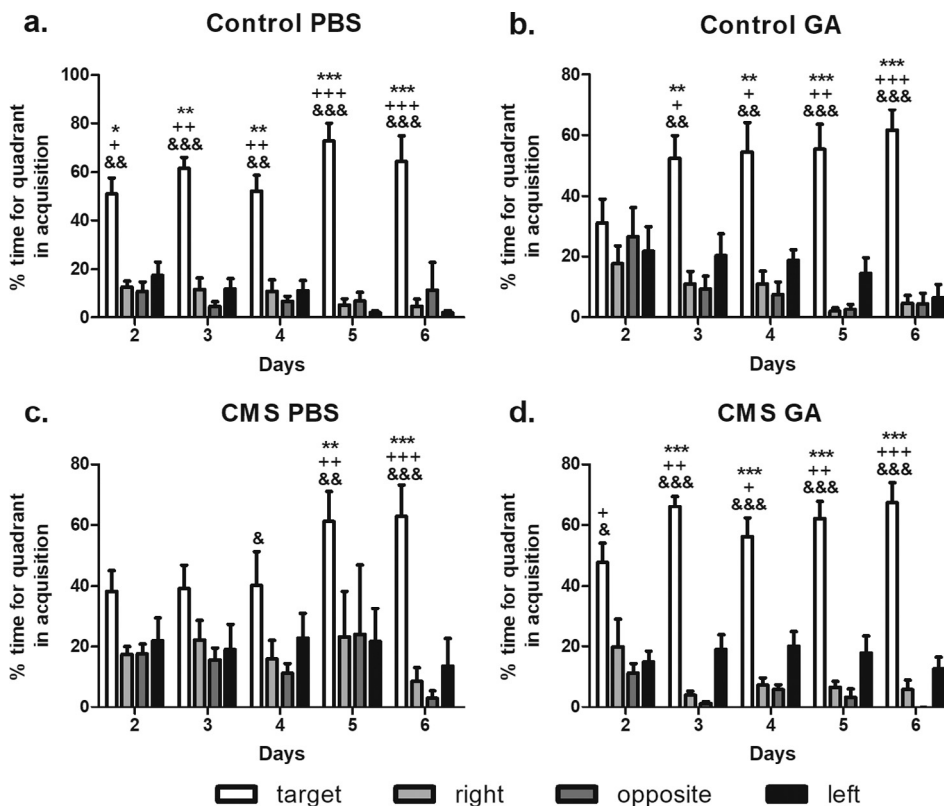 a.
Control PBS
% time for quadrant
in acquisition
100
80
60
40
20
0
*
+
&&
**
++
&&&
**
++
&&
***
+++
&&&
***
+++
&&&
2 3 4 5 6
Days
b.
Control GA
% time for quadrant
in acquisition
80
60
40
20
0
**
+
&&
**
+
&&
***
++
&&&
***
+++
&&&
2 3 4 5 6
Days
c.
CMS PBS
% time for quadrant
in acquisition
80
60
40
20
0
&
**
++
&&
***
+++
&&&
2 3 4 5 6
Days
d.
CMS GA
% time for quadrant
in acquisition
80
60
40
20
0
+
&
***
++
&&&
***
+
&&&
***
++
&&&
***
+++
&&&
2 3 4 5 6
Days
target right opposite left